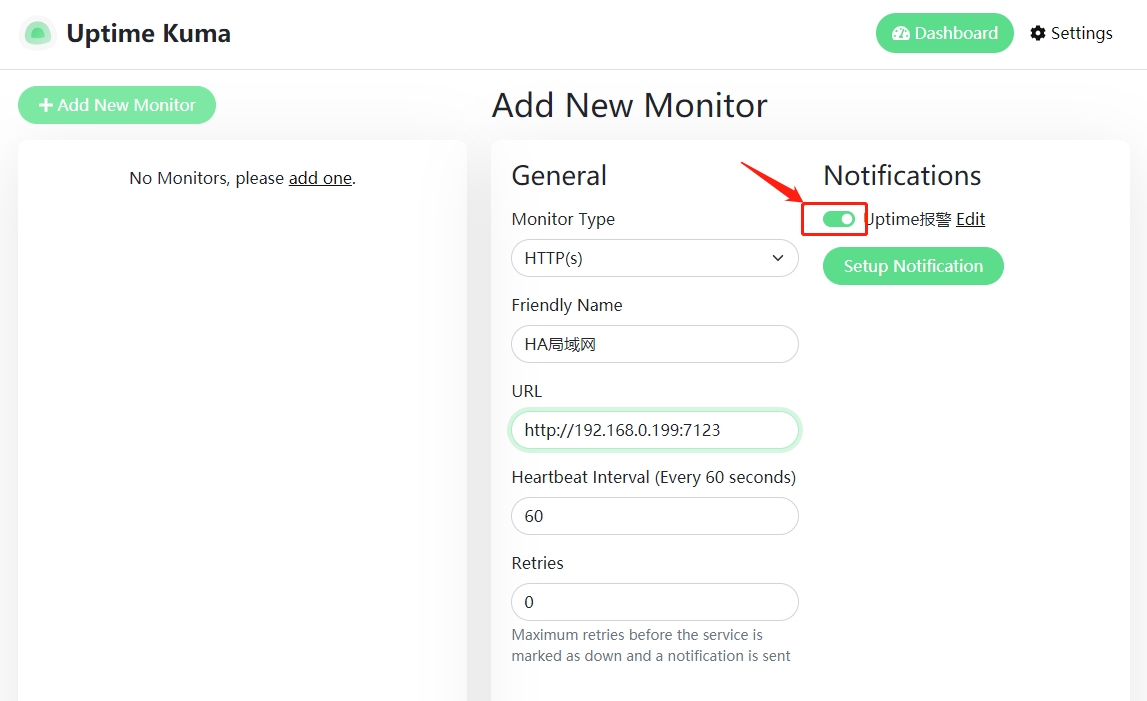 Uptime Kuma
Dashboard
Settings
Add New Monitor
No Monitors, please add one.
Add New Monitor
General
Monitor Type
HTTP(s)
Friendly Name
HA局域网
URL
http://192.168.0.199:7123
Heartbeat Interval (Every 60 seconds)
60
Retries
0
Maximum retries before the service is
marked as down and a notification is sent
Notifications
Uptime报警 Edit
Setup Notification